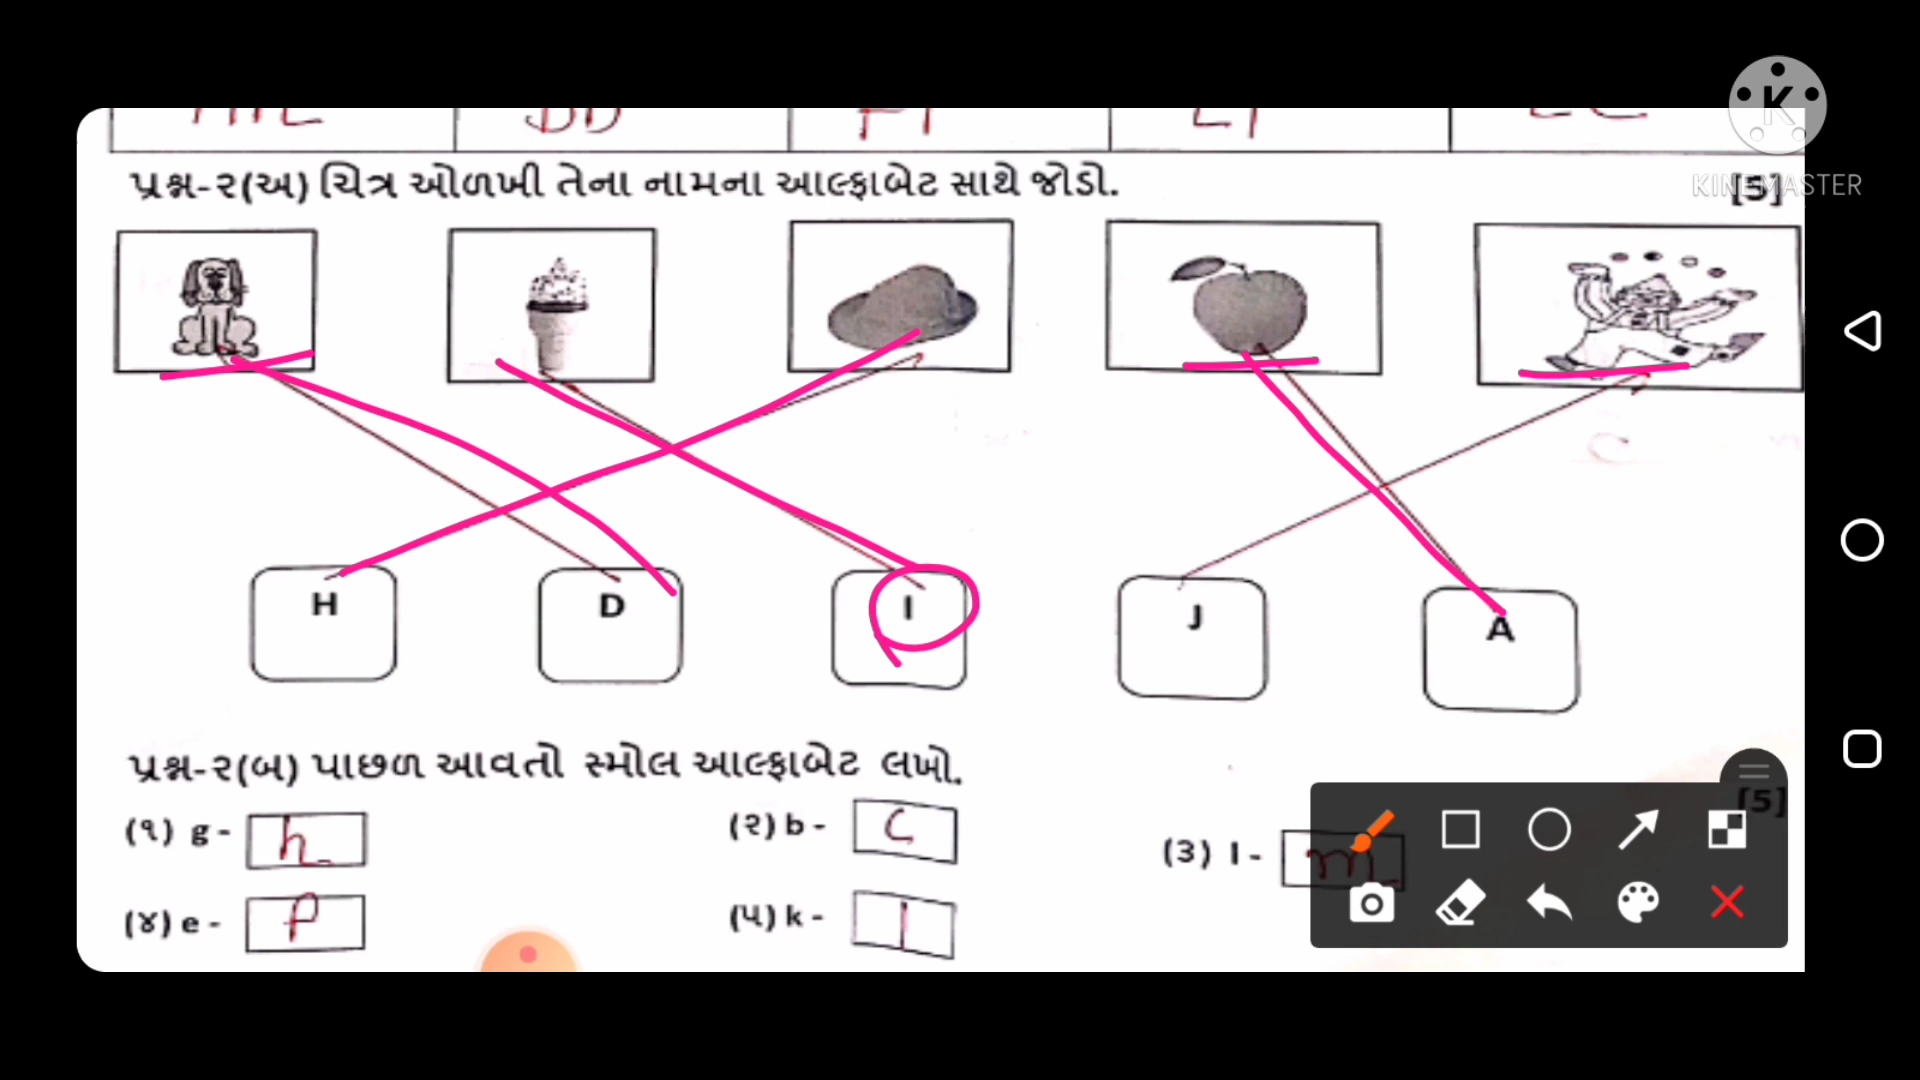 પ્રશ્ન-૨(અ) ચિત્ર ઓળખી તેના નામના આલ્ફાબેટ સાથે જોડો. [5]
K
KINEMASTER
H D I J A
પ્રશ્ન-૨(બ) પાછળ આવતો સ્મોલ આલ્ફાબેટ લખો. [5]
(૧) g - h (૨) b - c (3) l - m
(૪) e - f (૫) k - l